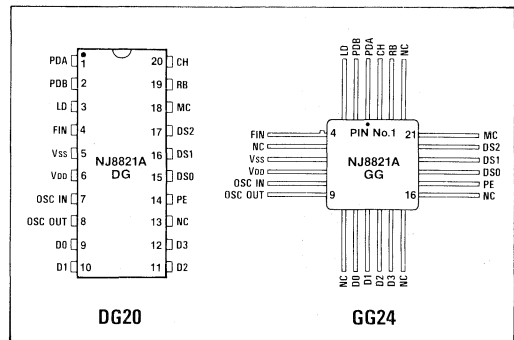 PDA 1 20 CH
PDB 2 19 RB
LD 3 18 MC
FIN 4 17 DS2
VSS 5 16 DS1
VDD 6 15 DS0
OSC IN 7 14 PE
OSC OUT 8 13 NC
D0 9 12 D3
D1 10 11 D2
NJ8821A
DG
DG20
LD PDB PDA CH RB NC
FIN 4 PIN No.1 21 MC
NC DS2
VSS NJ8821A DS1
VDD GG DS0
OSC IN PE
OSC OUT 9 16 NC
NC D0 D1 D2 D3 NC
GG24